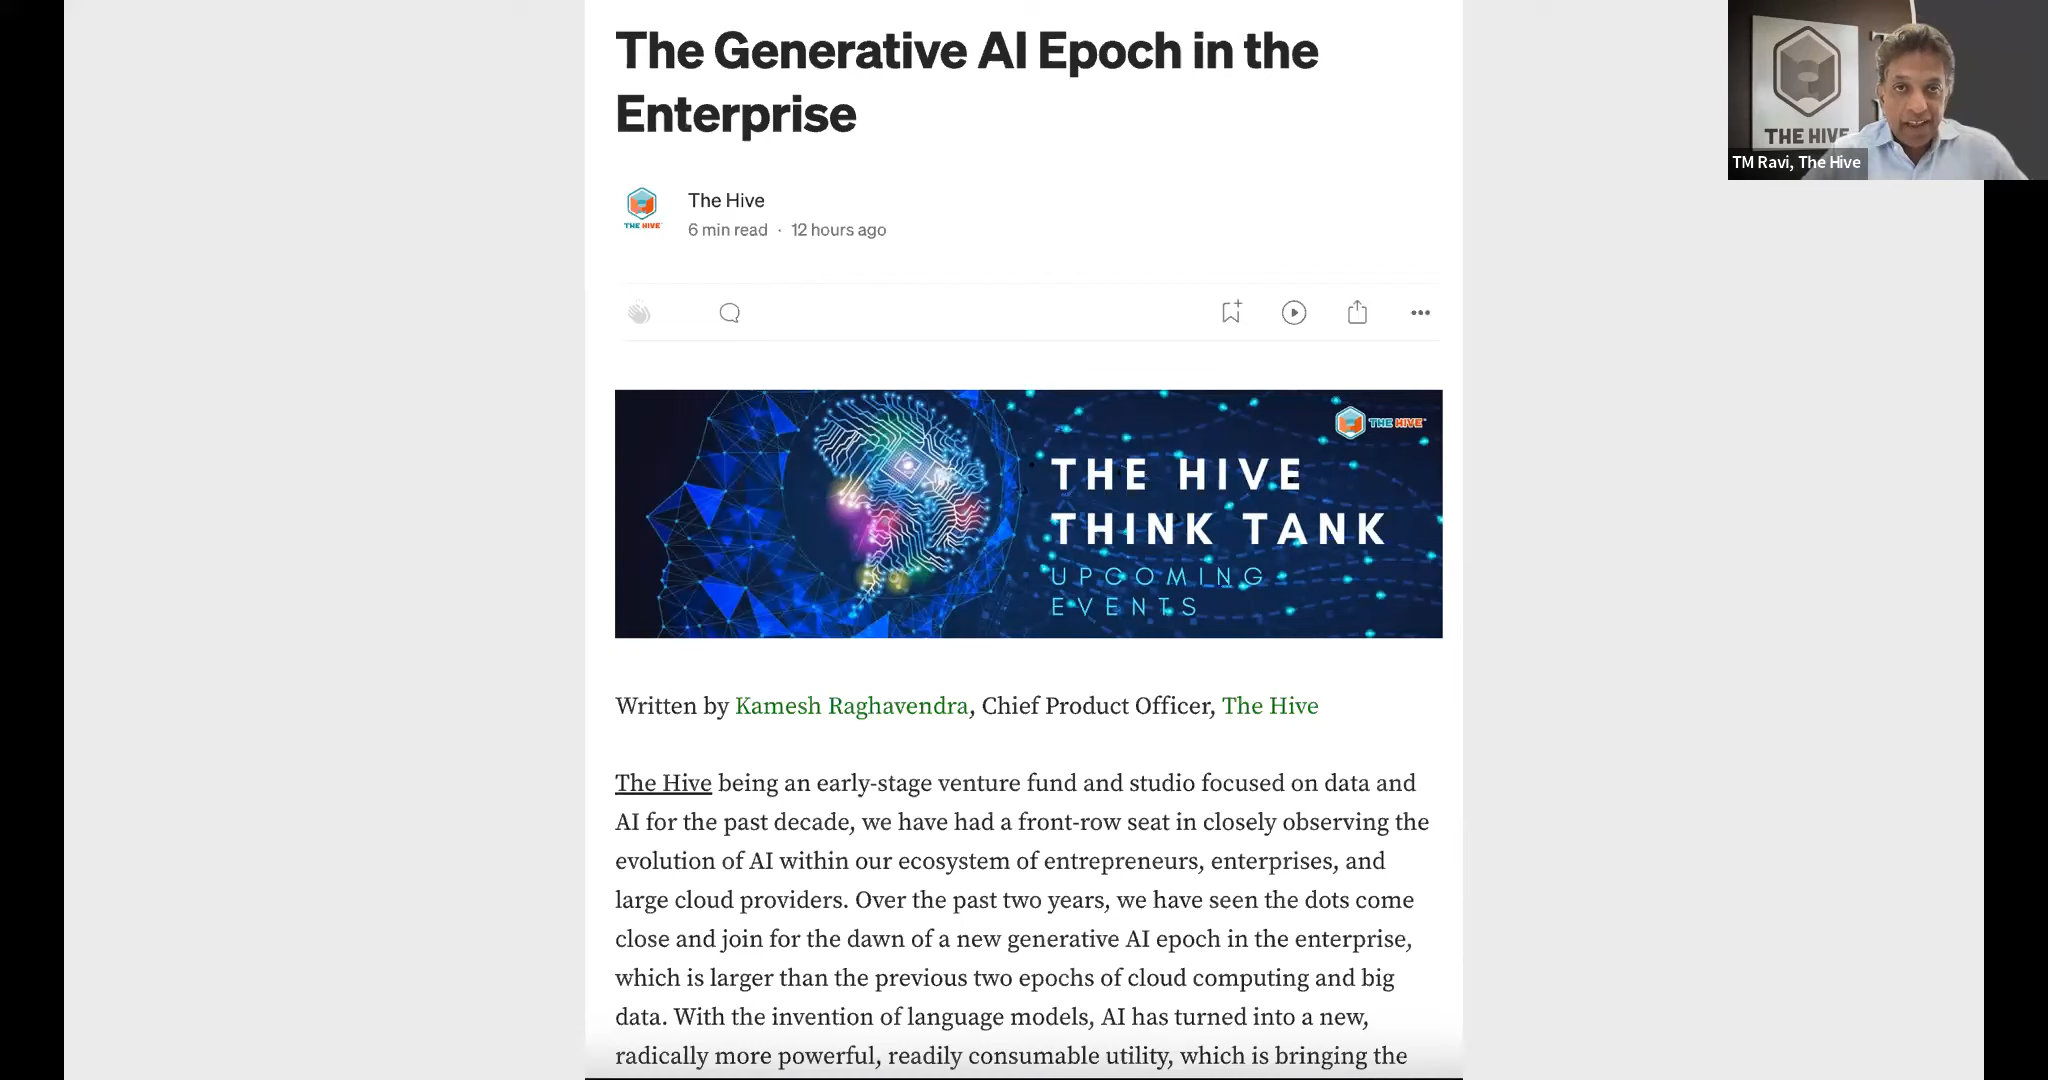 The Generative AI Epoch in the
Enterprise
THE HIVE
TM Ravi, The Hive
THE HIVE
The Hive
6 min read · 12 hours ago
THE HIVE
THE HIVE
THINK TANK
UPCOMING
EVENTS
Written by Kamesh Raghavendra, Chief Product Officer, The Hive
The Hive being an early-stage venture fund and studio focused on data and
AI for the past decade, we have had a front-row seat in closely observing the
evolution of AI within our ecosystem of entrepreneurs, enterprises, and
large cloud providers. Over the past two years, we have seen the dots come
close and join for the dawn of a new generative AI epoch in the enterprise,
which is larger than the previous two epochs of cloud computing and big
data. With the invention of language models, AI has turned into a new,
radically more powerful, readily consumable utility, which is bringing the